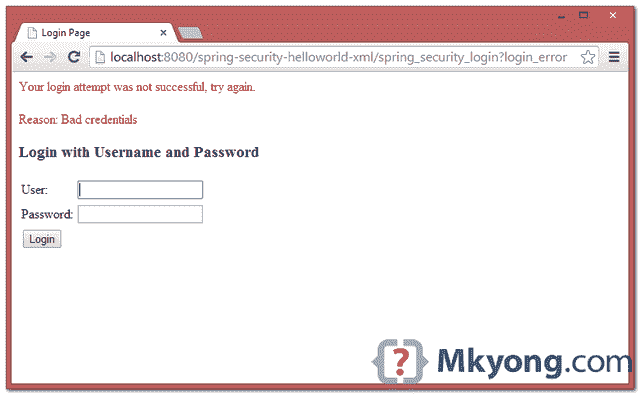 Login Page
localhost:8080/spring-security-helloworld-xml/spring_security_login?login_error
Your login attempt was not successful, try again.
Reason: Bad credentials
Login with Username and Password
User:
Password:
Login
{?} Mkyong.com